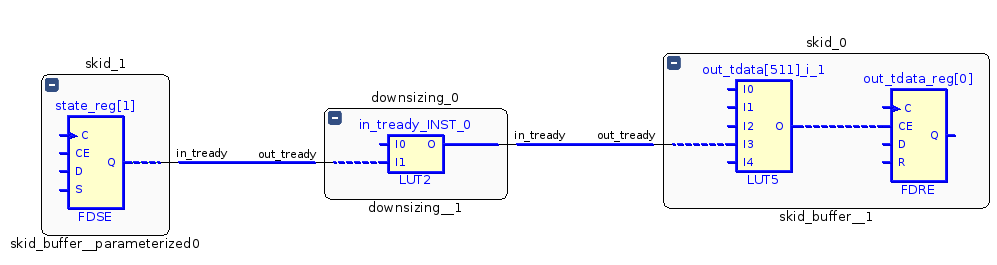 skid_1
state_reg[1]
C
CE
D
S
Q
FDSE
skid_buffer__parameterized0
in_tready
out_tready
downsizing_0
in_tready_INST_0
I0
I1
O
LUT2
downsizing__1
in_tready
out_tready
skid_0
out_tdata[511]_i_1
I0
I1
I2
I3
I4
O
LUT5
out_tdata_reg[0]
C
CE
D
R
Q
FDRE
skid_buffer__1